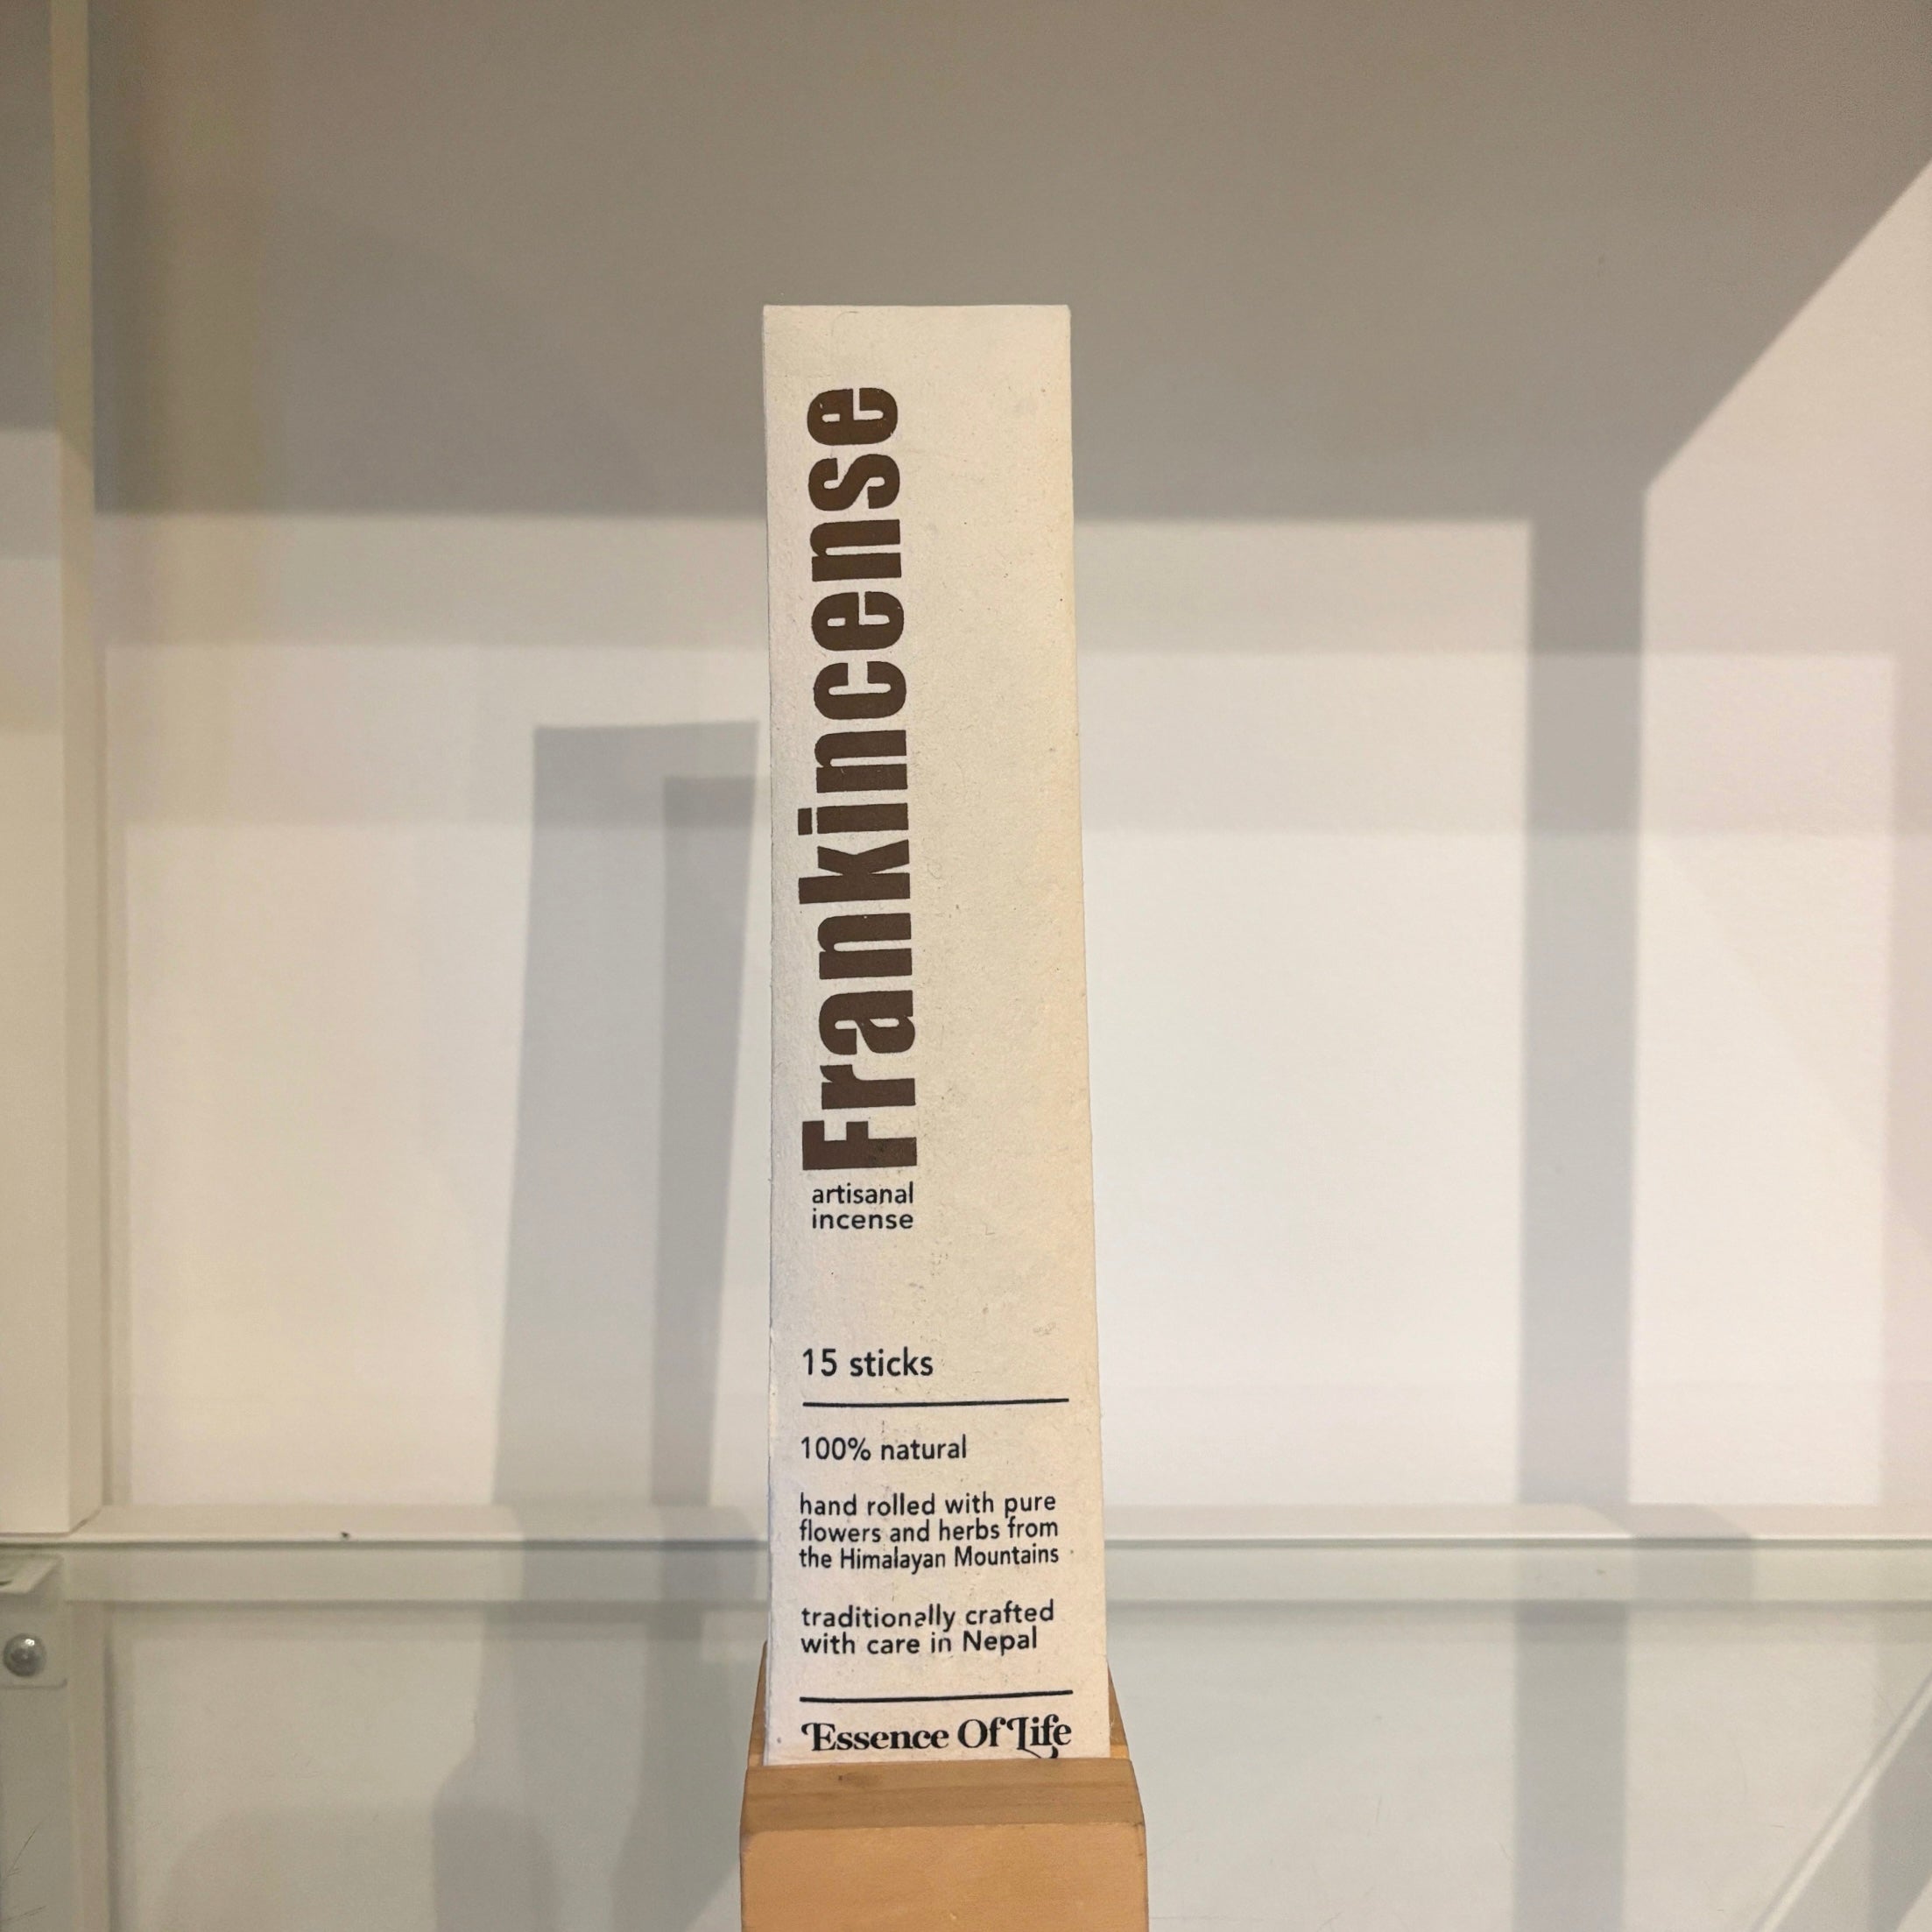 Frankincense
artisanal
incense
15 sticks
100% natural
hand rolled with pure
flowers and herbs from
the Himalayan Mountains
traditionally crafted
with care in Nepal
Essence Of Life